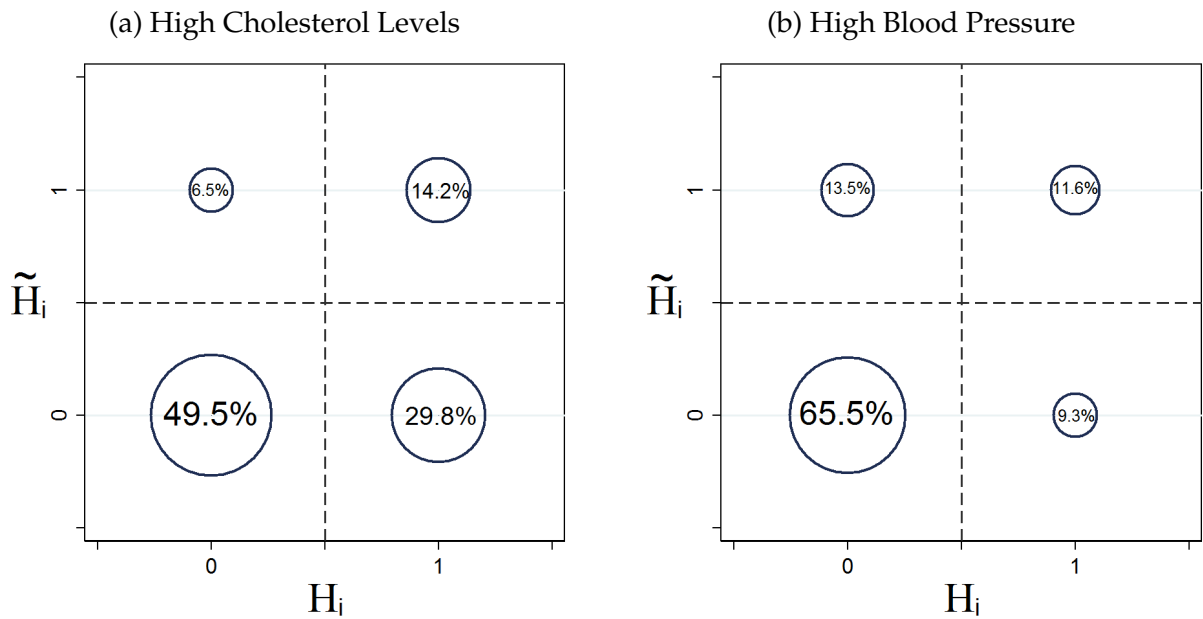 (a) High Cholesterol Levels
(b) High Blood Pressure
1
6.5%
14.2%
H̃i
0
49.5%
29.8%
0
1
Hi
1
13.5%
11.6%
H̃i
0
65.5%
9.3%
0
1
Hi